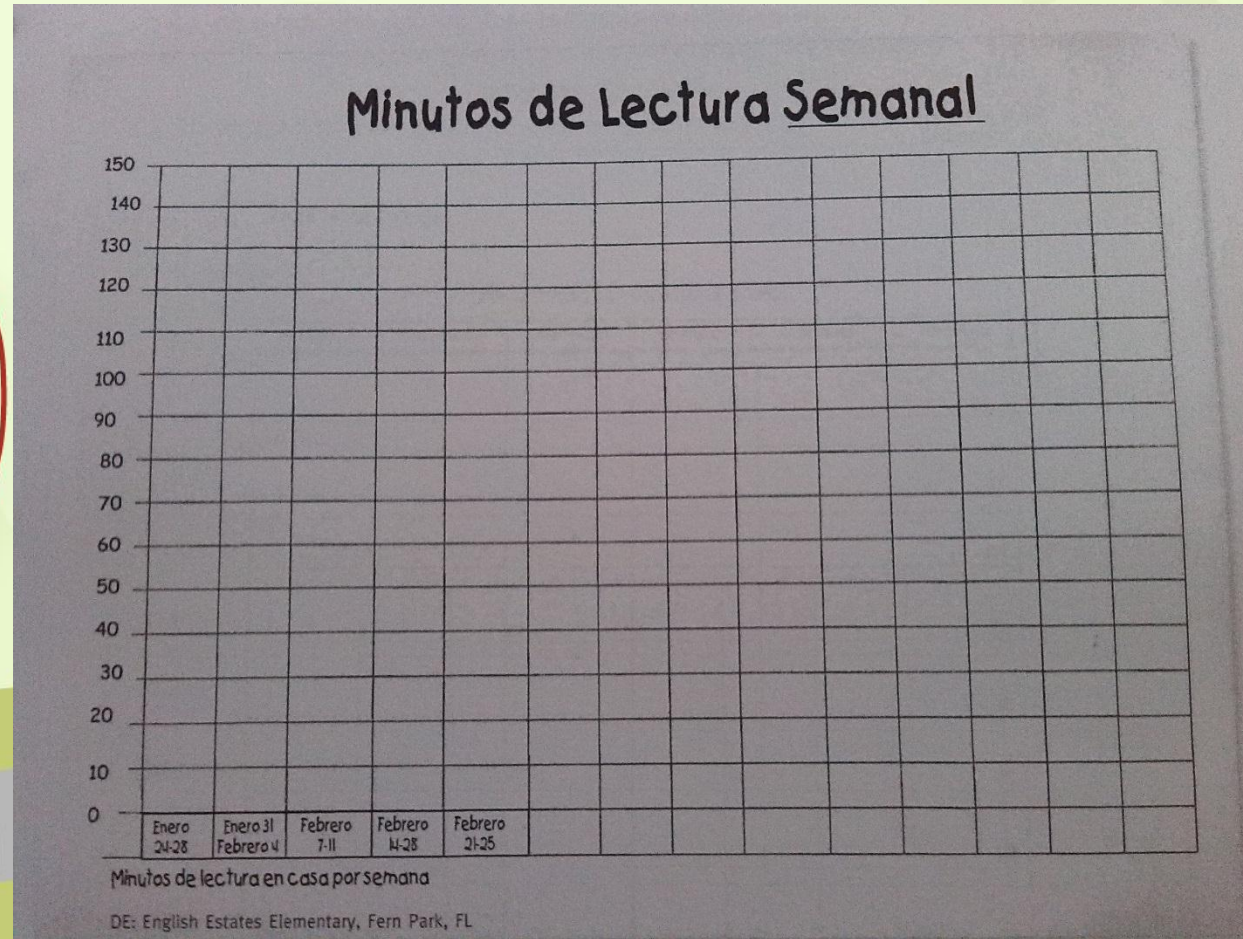 Minutos de Lectura Semanal
150
140
130
120
110
100
90
80
70
60
50
40
30
20
10
0
Enero 24-28
Enero 31 Febrero 4
Febrero 7-11
Febrero 14-28
Febrero 21-25
Minutos de lectura en casa por semana
DE: English Estates Elementary, Fern Park, FL